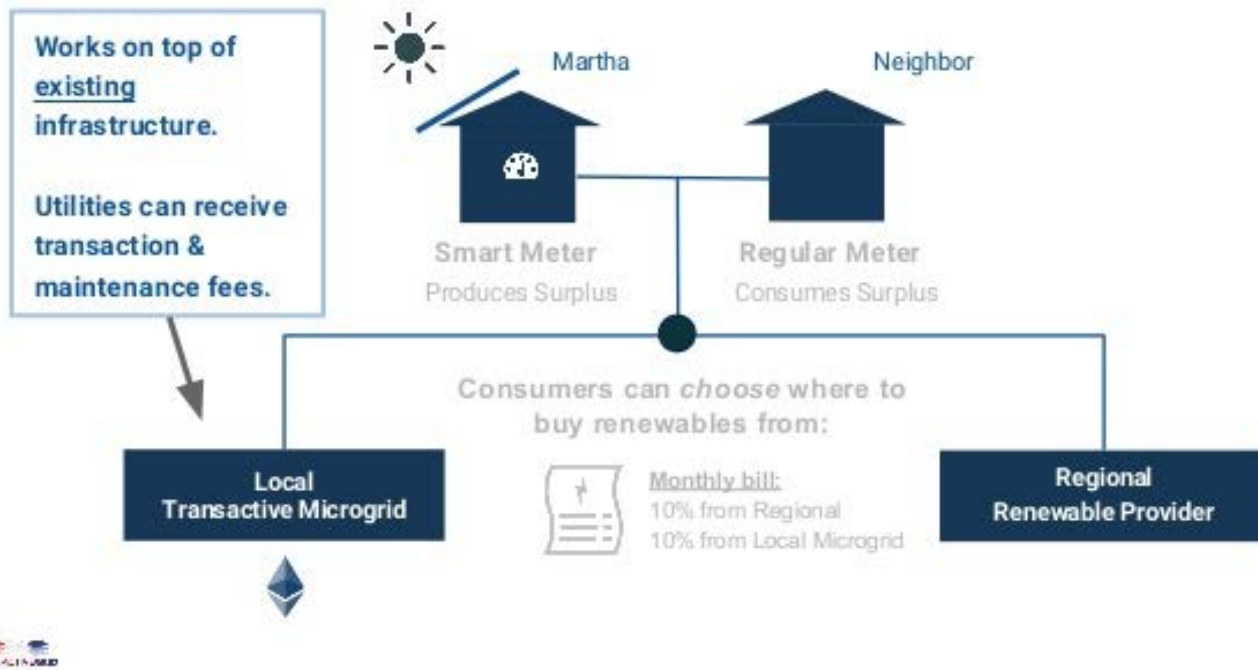 Works on top of
existing
infrastructure.
Utilities can receive
transaction &
maintenance fees.
Martha
Neighbor
Smart Meter
Produces Surplus
Regular Meter
Consumes Surplus
Consumers can choose where to
buy renewables from:
Monthly bill:
10% from Regional
10% from Local Microgrid
Local
Transactive Microgrid
Regional
Renewable Provider